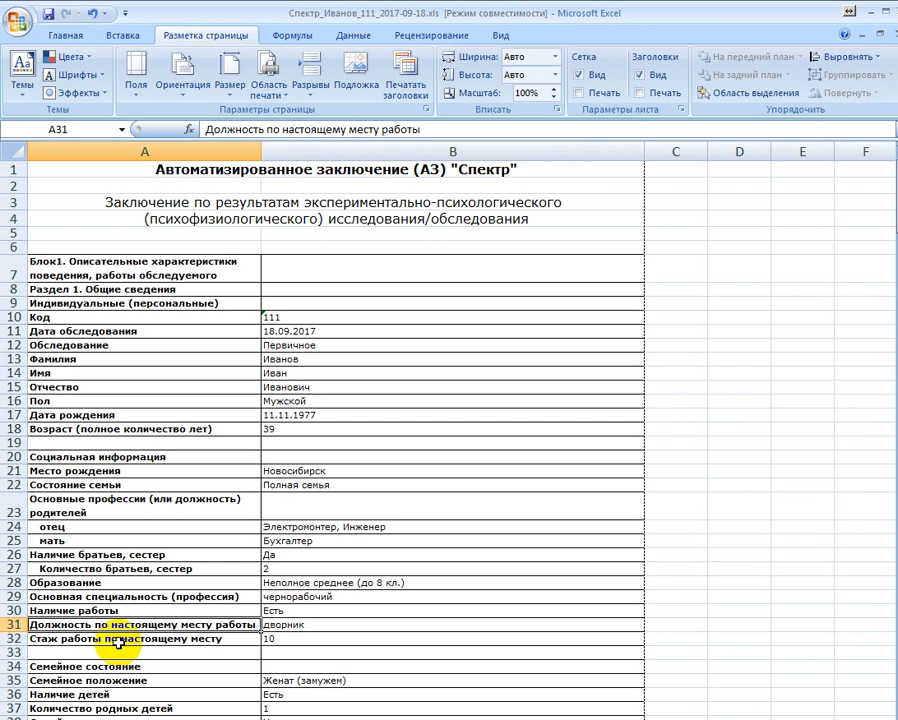 Спектр_Иванов_111_2017-09-18.xls [Режим совместимости] - Microsoft Excel
Главная Вставка Разметка страницы Формулы Данные Рецензирование Вид
Темы
Цвета
Шрифты
Эффекты
Темы
Поля Ориентация Размер Область печати Разрывы Подложка Печатать заголовки
Параметры страницы
Ширина: Авто
Высота: Авто
Масштаб: 100%
Вписать
Сетка Заголовки
Вид Вид
Печать Печать
Параметры листа
На передний план Выровнять
На задний план Группировать
Область выделения Повернуть
Упорядочить
A31 fx Должность по настоящему месту работы
A B C D E F
1 Автоматизированное заключение (АЗ) "Спектр"
2
3 Заключение по результатам экспериментально-психологического
4 (психофизиологического) исследования/обследования
5
6
Блок1. Описательные характеристики
7 поведения, работы обследуемого
8 Раздел 1. Общие сведения
9 Индивидуальные (персональные)
10 Код 111
11 Дата обследования 18.09.2017
12 Обследование Первичное
13 Фамилия Иванов
14 Имя Иван
15 Отчество Иванович
16 Пол Мужской
17 Дата рождения 11.11.1977
18 Возраст (полное количество лет) 39
19
20 Социальная информация
21 Место рождения Новосибирск
22 Состояние семьи Полная семья
Основные профессии (или должность)
23 родителей
24 отец Электромонтер, Инженер
25 мать Бухгалтер
26 Наличие братьев, сестер Да
27 Количество братьев, сестер 2
28 Образование Неполное среднее (до 8 кл.)
29 Основная специальность (профессия) чернорабочий
30 Наличие работы Есть
31 Должность по настоящему месту работы дворник
32 Стаж работы по настоящему месту 10
33
34 Семейное состояние
35 Семейное положение Женат (замужем)
36 Наличие детей Есть
37 Количество родных детей 1